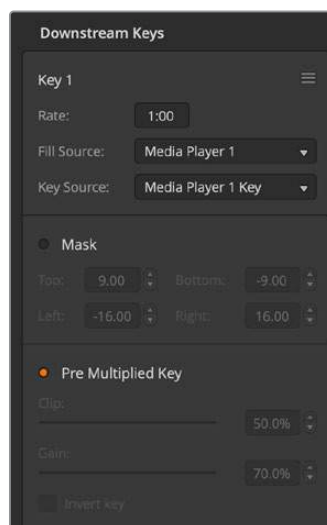 Downstream Keys
Key 1
Rate: 1:00
Fill Source: Media Player 1
Key Source: Media Player 1 Key
Mask
Top: 9.00 Bottom: -9.00
Left: -16.00 Right: 16.00
Pre Multiplied Key
Clip:
50.0%
Gain:
70.0%
Invert key